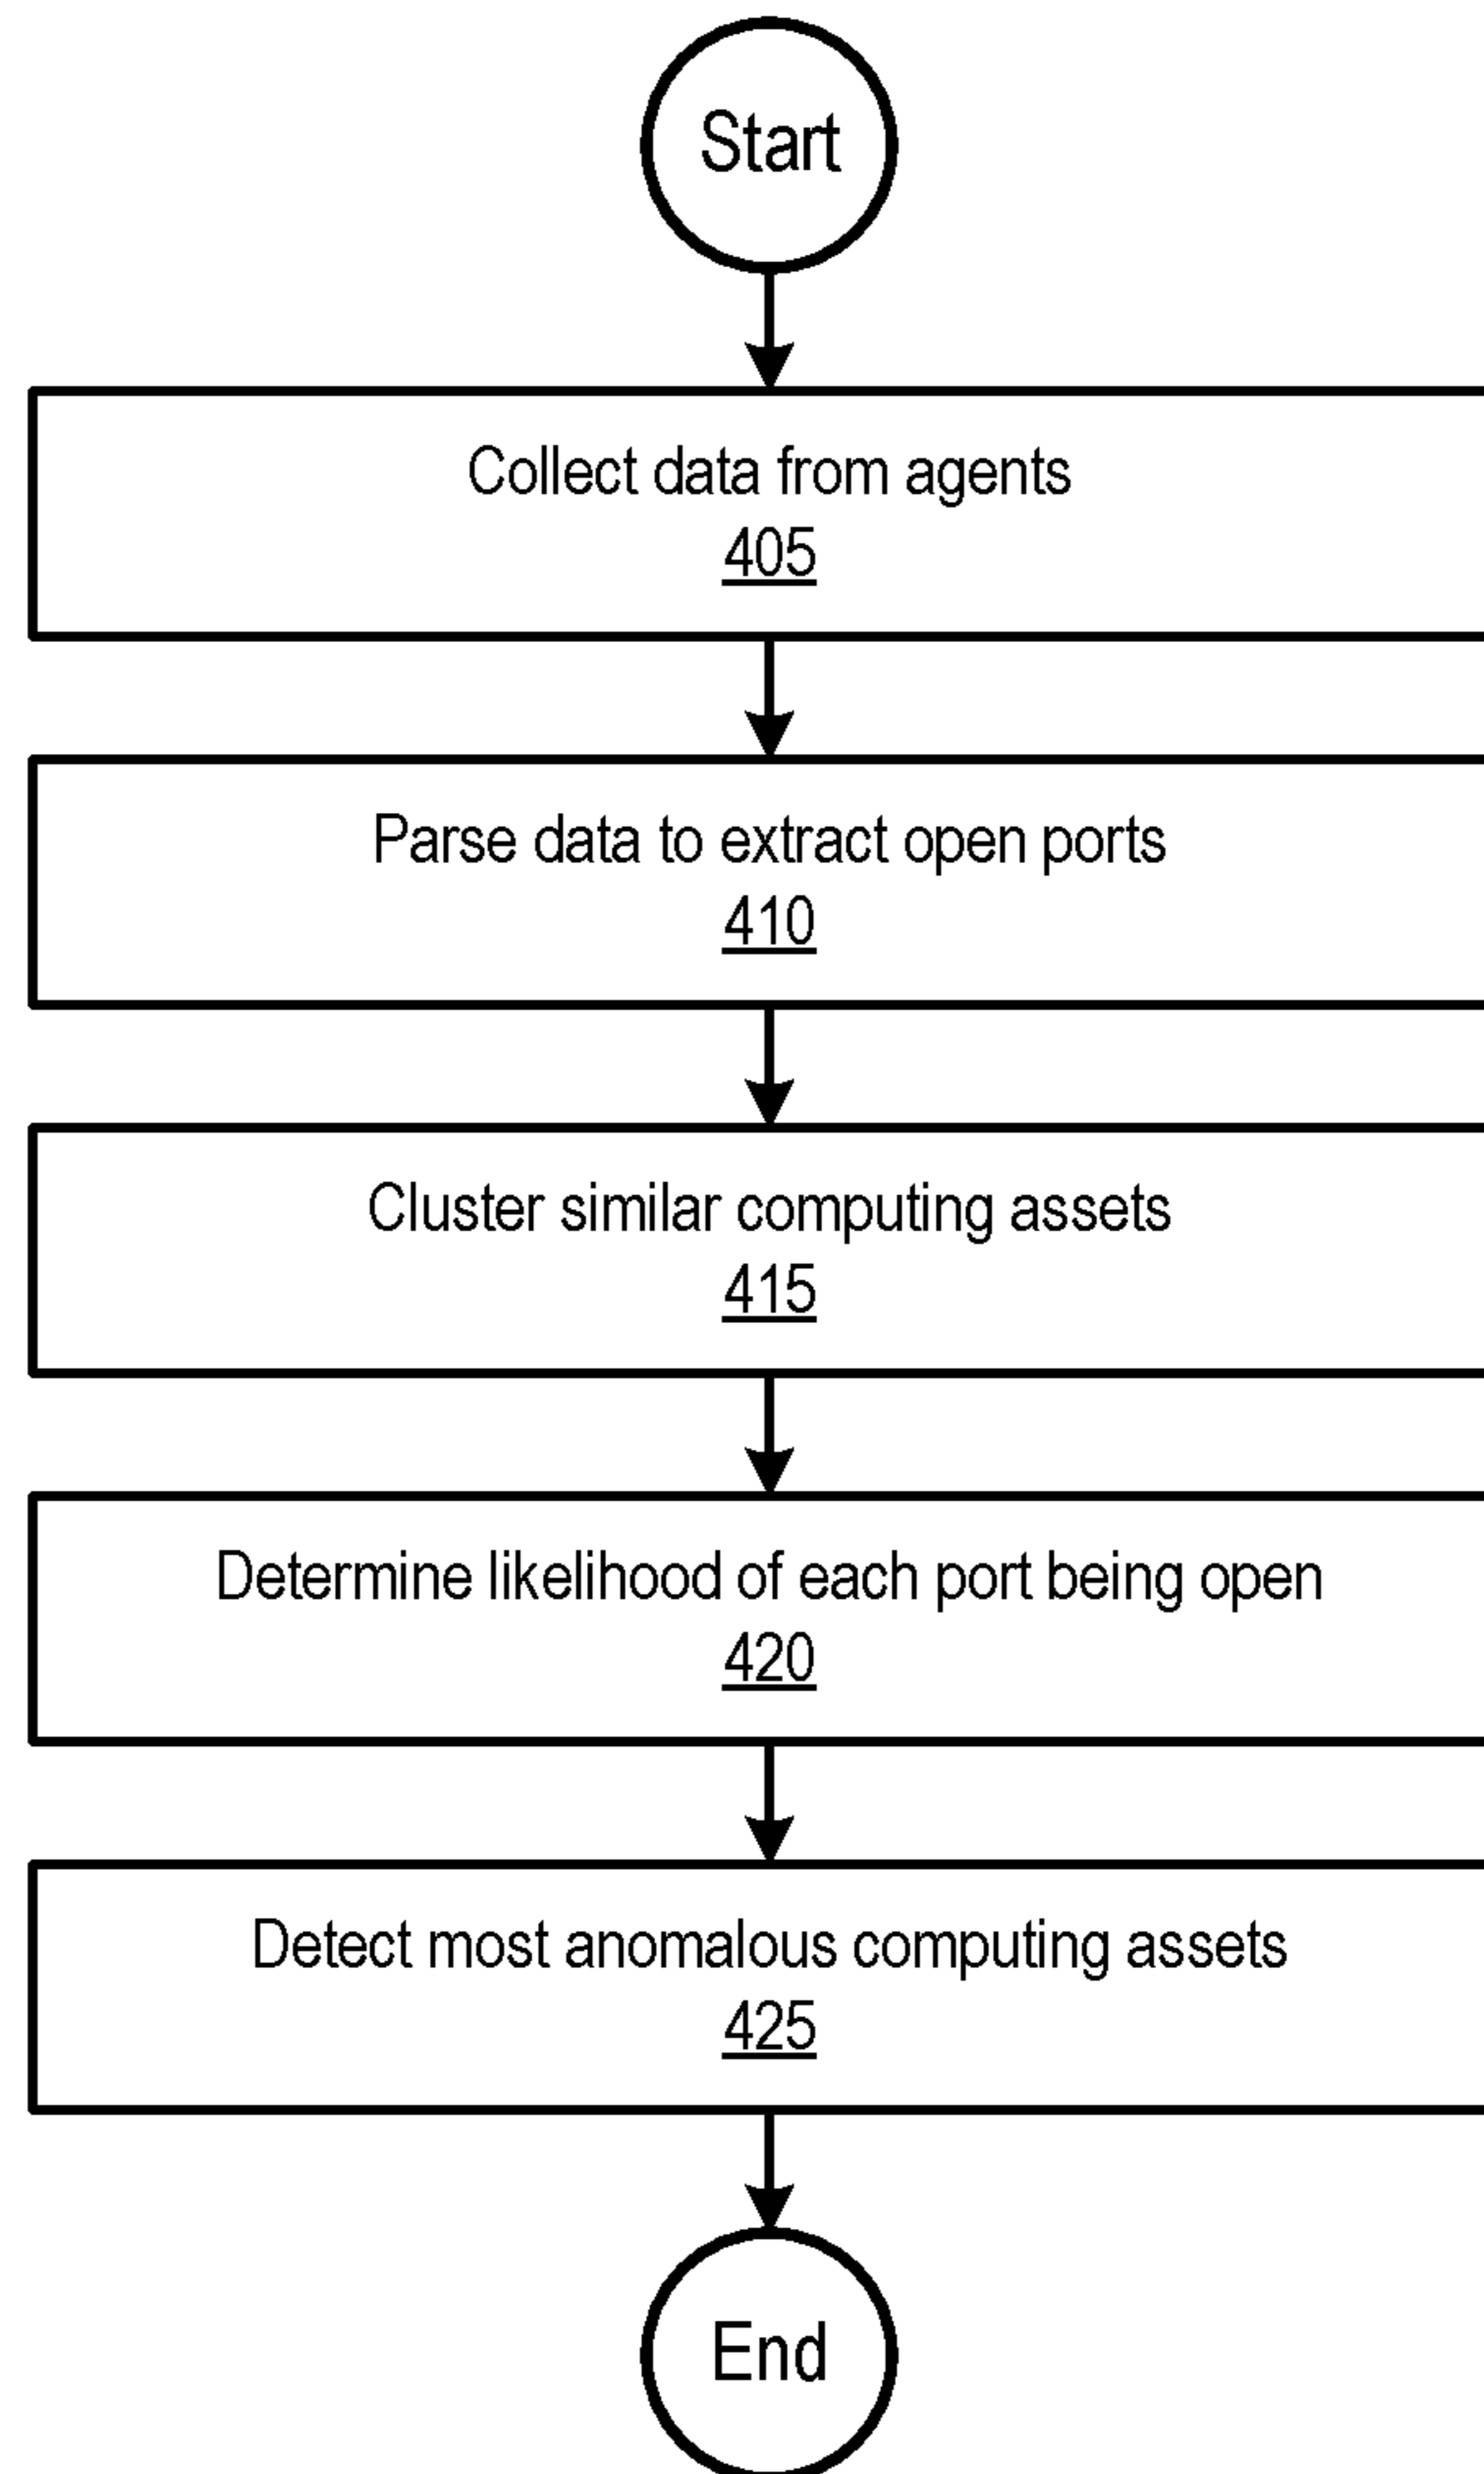 Start
Collect data from agents
405
Parse data to extract open ports
410
Cluster similar computing assets
415
Determine likelihood of each port being open
420
Detect most anomalous computing assets
425
End